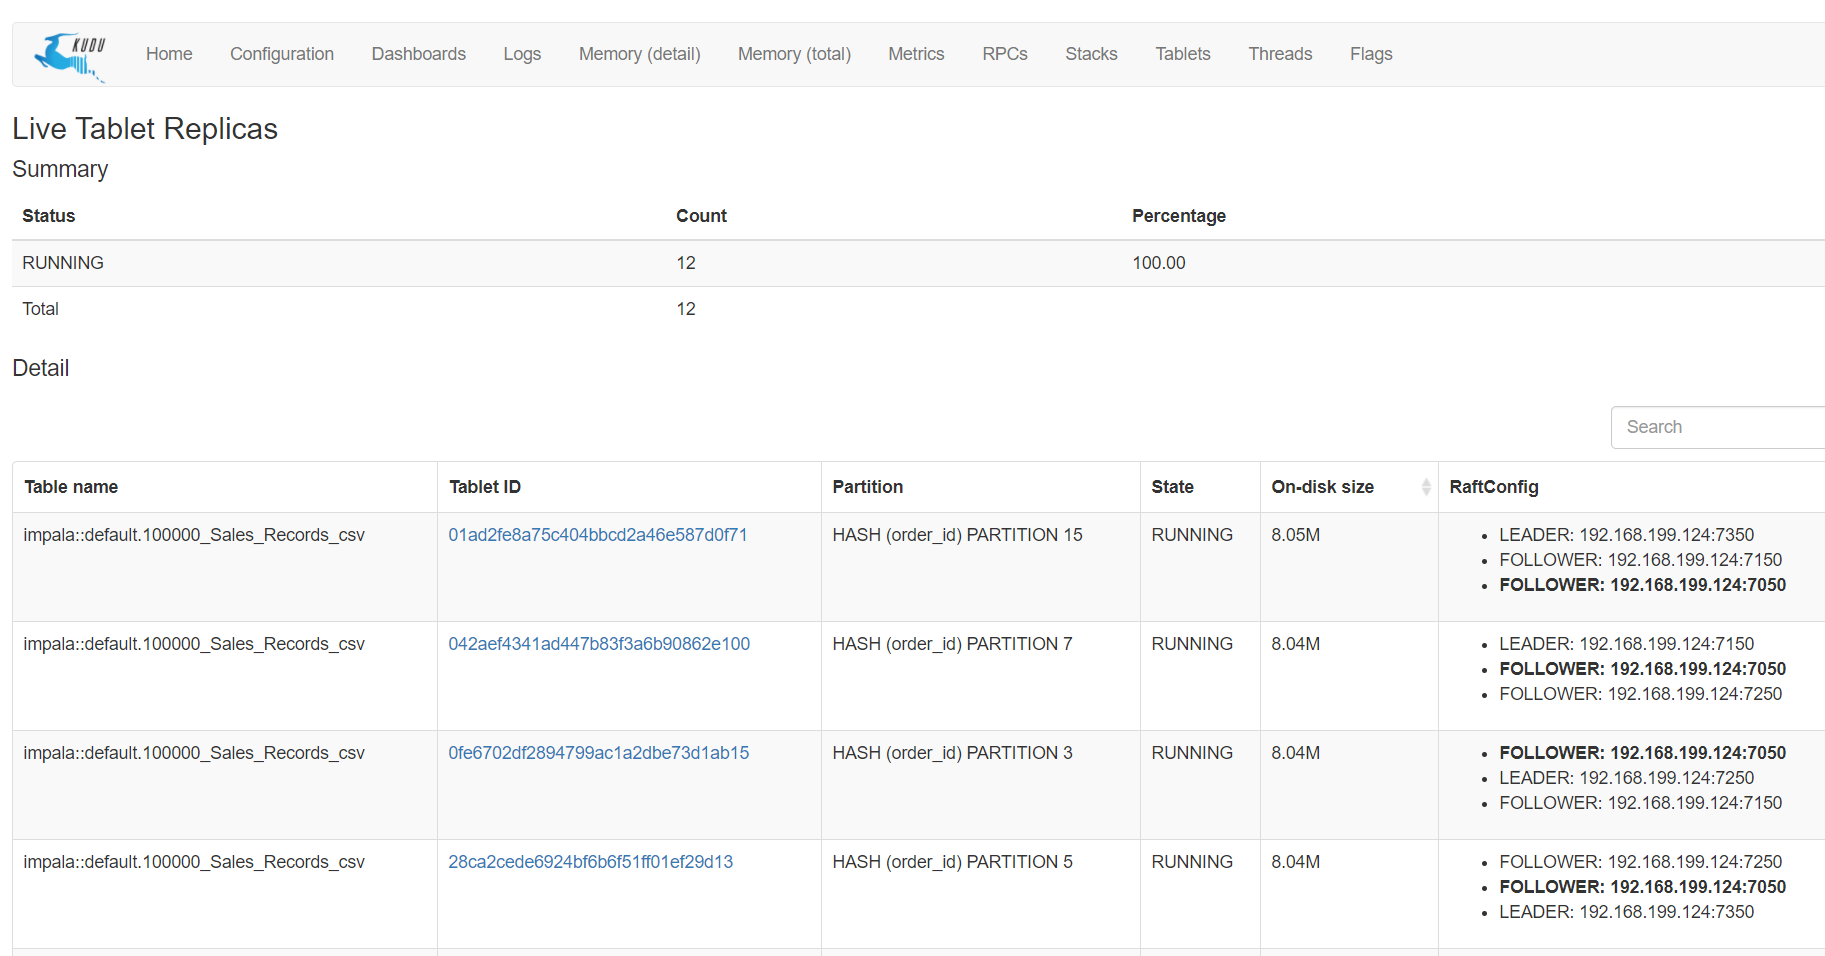 KUDU Home Configuration Dashboards Logs Memory (detail) Memory (total) Metrics RPCs Stacks Tablets Threads Flags
Live Tablet Replicas
Summary
Status Count Percentage
RUNNING 12 100.00
Total 12
Detail
Search
Table name Tablet ID Partition State On-disk size RaftConfig
impala::default.100000_Sales_Records_csv 01ad2fe8a75c404bbcd2a46e587d0f71 HASH (order_id) PARTITION 15 RUNNING 8.05M LEADER: 192.168.199.124:7350
FOLLOWER: 192.168.199.124:7150
FOLLOWER: 192.168.199.124:7050
impala::default.100000_Sales_Records_csv 042aef4341ad447b83f3a6b90862e100 HASH (order_id) PARTITION 7 RUNNING 8.04M LEADER: 192.168.199.124:7150
FOLLOWER: 192.168.199.124:7050
FOLLOWER: 192.168.199.124:7250
impala::default.100000_Sales_Records_csv 0fe6702df2894799ac1a2dbe73d1ab15 HASH (order_id) PARTITION 3 RUNNING 8.04M FOLLOWER: 192.168.199.124:7050
LEADER: 192.168.199.124:7250
FOLLOWER: 192.168.199.124:7150
impala::default.100000_Sales_Records_csv 28ca2cede6924bf6b6f51ff01ef29d13 HASH (order_id) PARTITION 5 RUNNING 8.04M FOLLOWER: 192.168.199.124:7250
FOLLOWER: 192.168.199.124:7050
LEADER: 192.168.199.124:7350